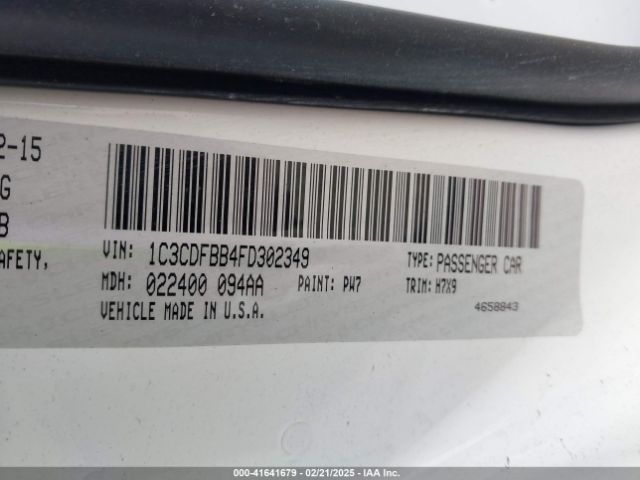 2-15
G
B
AFETY,
VIN: 1C3CDFBB4FD302349
TYPE: PASSENGER CAR
MDH: 022400 094AA PAINT: PW7
TRIM: H7X9
VEHICLE MADE IN U.S.A.
4658843
000-41641679 - 02/21/2025 - IAA Inc.